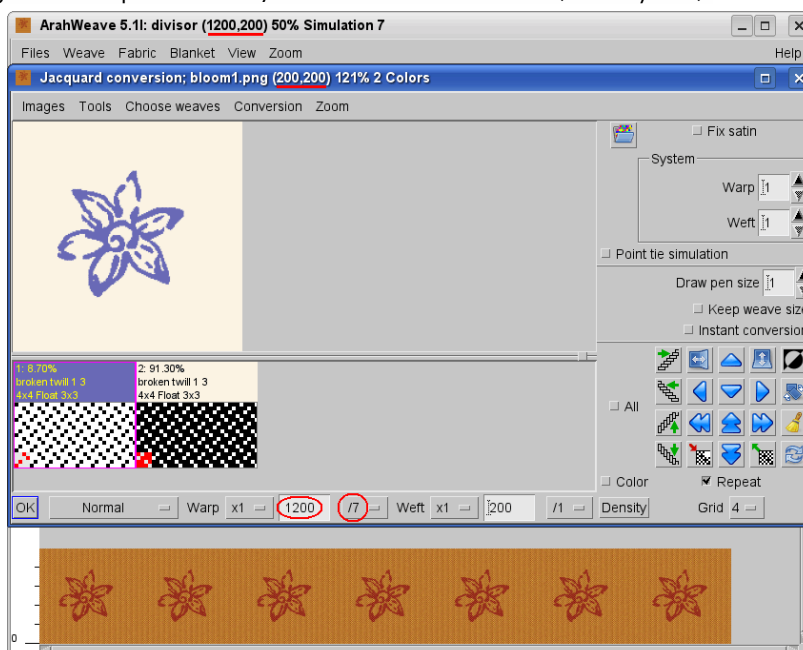 ArahWeave 5.1l: divisor (1200,200) 50% Simulation 7
Files Weave Fabric Blanket View Zoom Help
Jacquard conversion; bloom1.png (200,200) 121% 2 Colors
Images Tools Choose weaves Conversion Zoom
Fix satin
System
Warp 1
Weft 1
Point tie simulation
Draw pen size 1
Keep weave size
Instant conversion
1: 8.70%
broken twill 1 3
4x4 Float 3x3
2: 91.30%
broken twill 1 3
4x4 Float 3x3
All
Color Repeat
OK Normal Warp x1 1200 /7 Weft x1 200 /1 Density Grid 4
0